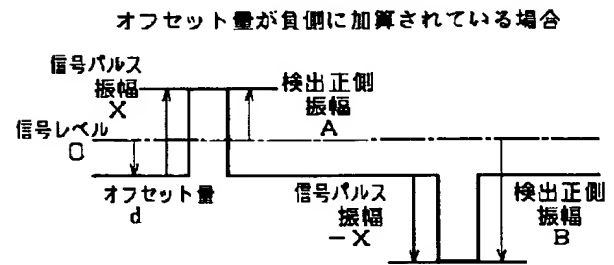 オフセット量が負側に加算されている場合
信号パルス
振幅
X
検出正側
振幅
A
信号レベル
0
オフセット量
d
信号パルス
振幅
-X
検出正側
振幅
B